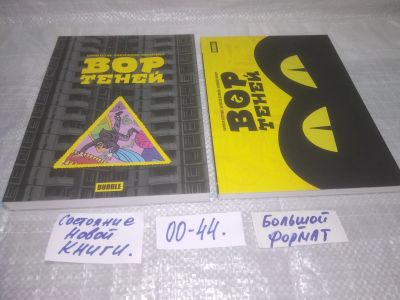 ВОР
ТЕНЕЙ
BUBBLE
ВОР
ТЕНЕЙ
Состояние
новой
книги.
00-44.
Большой
формат